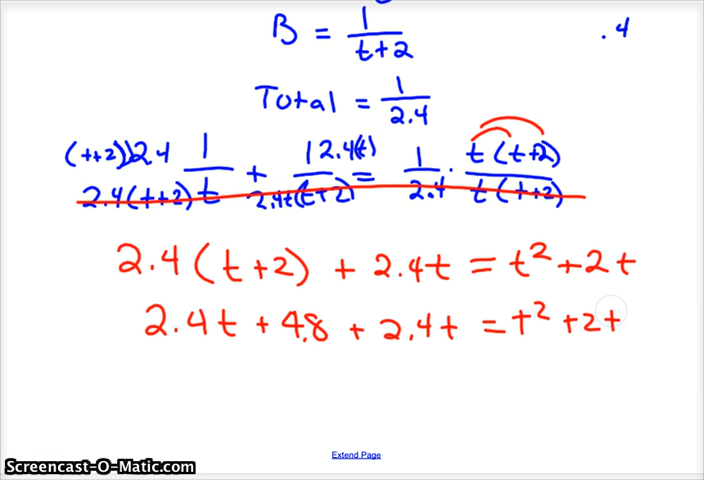 B = 1/(t+2) .4
Total = 1/2.4
(t+2)2.4 1/2.4(t+2)t + 12.4(t)/2.4t(t+2) = 1/2.4 · t(t+2)/t(t+2)
2.4(t+2) + 2.4t = t² + 2t
2.4t + 4.8 + 2.4t = t² + 2t
Extend Page
Screencast-O-Matic.com